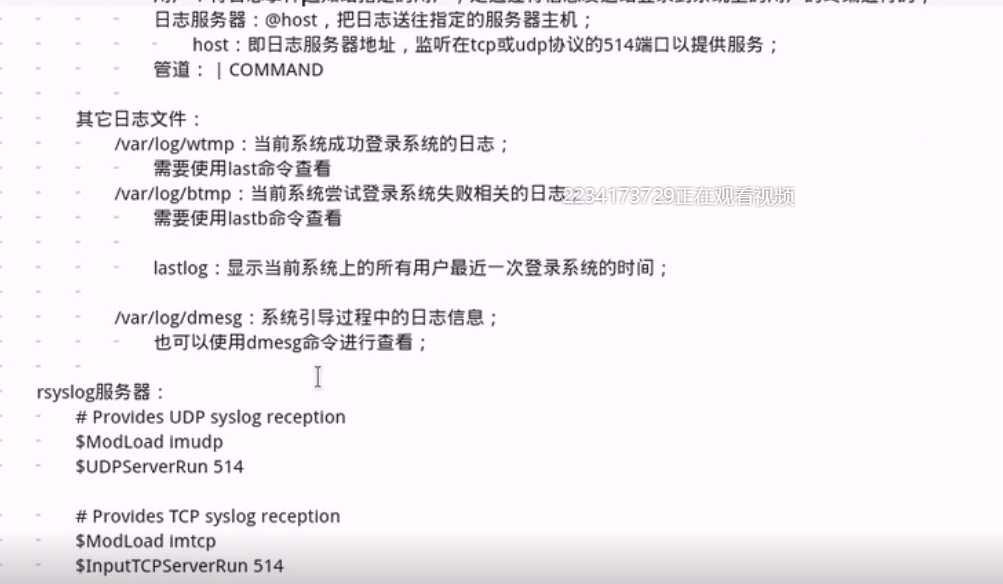 日志服务器：@host，把日志送往指定的服务器主机；
host：即日志服务器地址，监听在tcp或udp协议的514端口以提供服务；
管道：| COMMAND
其它日志文件：
/var/log/wtmp：当前系统成功登录系统的日志；
需要使用last命令查看
/var/log/btmp：当前系统尝试登录系统失败相关的日志；
2234173729正在观看视频
需要使用lastb命令查看
lastlog：显示当前系统上的所有用户最近一次登录系统的时间；
/var/log/dmesg：系统引导过程中的日志信息；
也可以使用dmesg命令进行查看；
rsyslog服务器：
# Provides UDP syslog reception
$ModLoad imudp
$UDPServerRun 514
# Provides TCP syslog reception
$ModLoad imtcp
$InputTCPServerRun 514